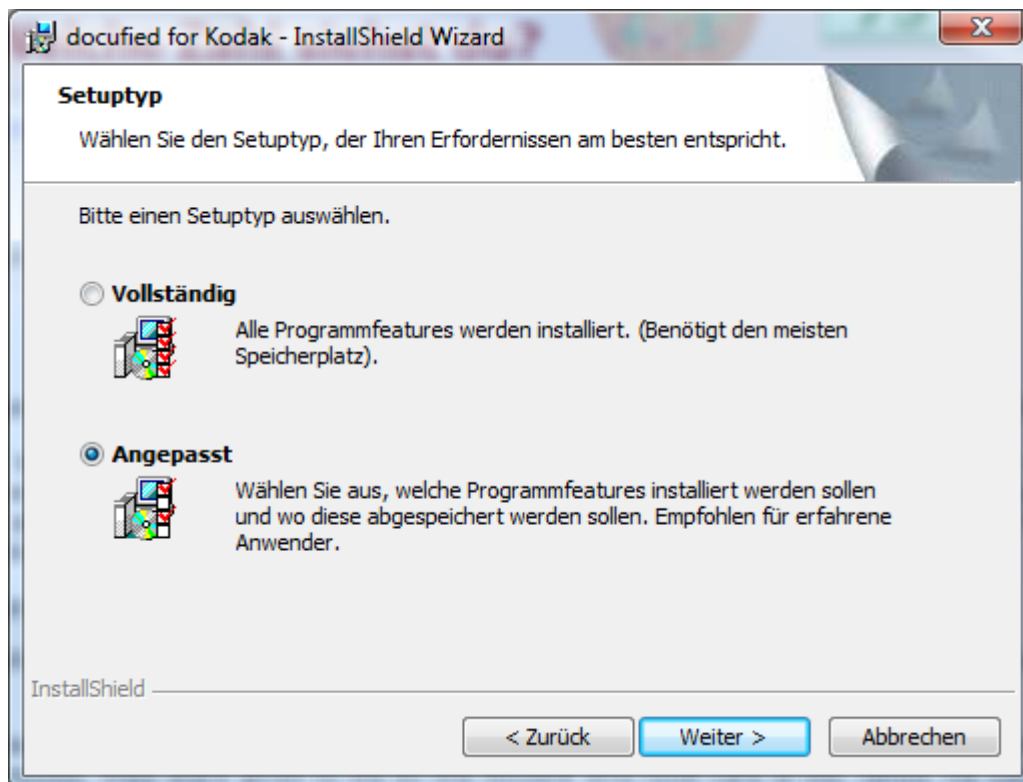 docufied for Kodak - InstallShield Wizard
Setuptyp
Wählen Sie den Setuptyp, der Ihren Erfordernissen am besten entspricht.
Bitte einen Setuptyp auswählen.
Vollständig
Alle Programmfeatures werden installiert. (Benötigt den meisten
Speicherplatz).
Angepasst
Wählen Sie aus, welche Programmfeatures installiert werden sollen
und wo diese abgespeichert werden sollen. Empfohlen für erfahrene
Anwender.
InstallShield
< Zurück
Weiter >
Abbrechen